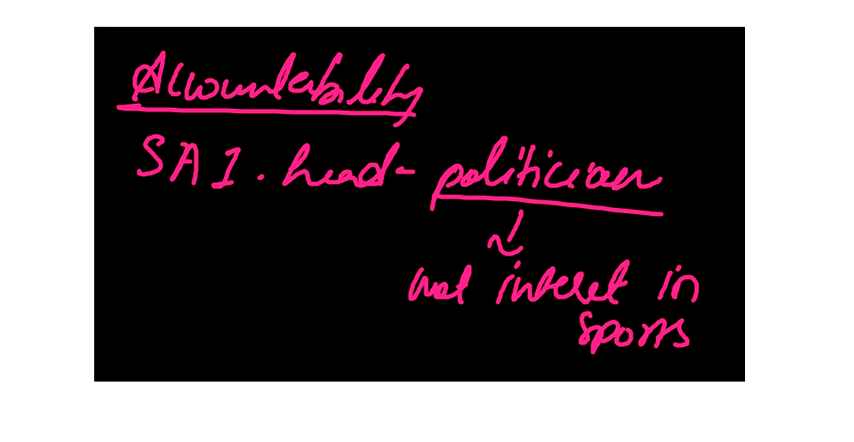 Accountability
SAI. head - politician
not interest in
sports